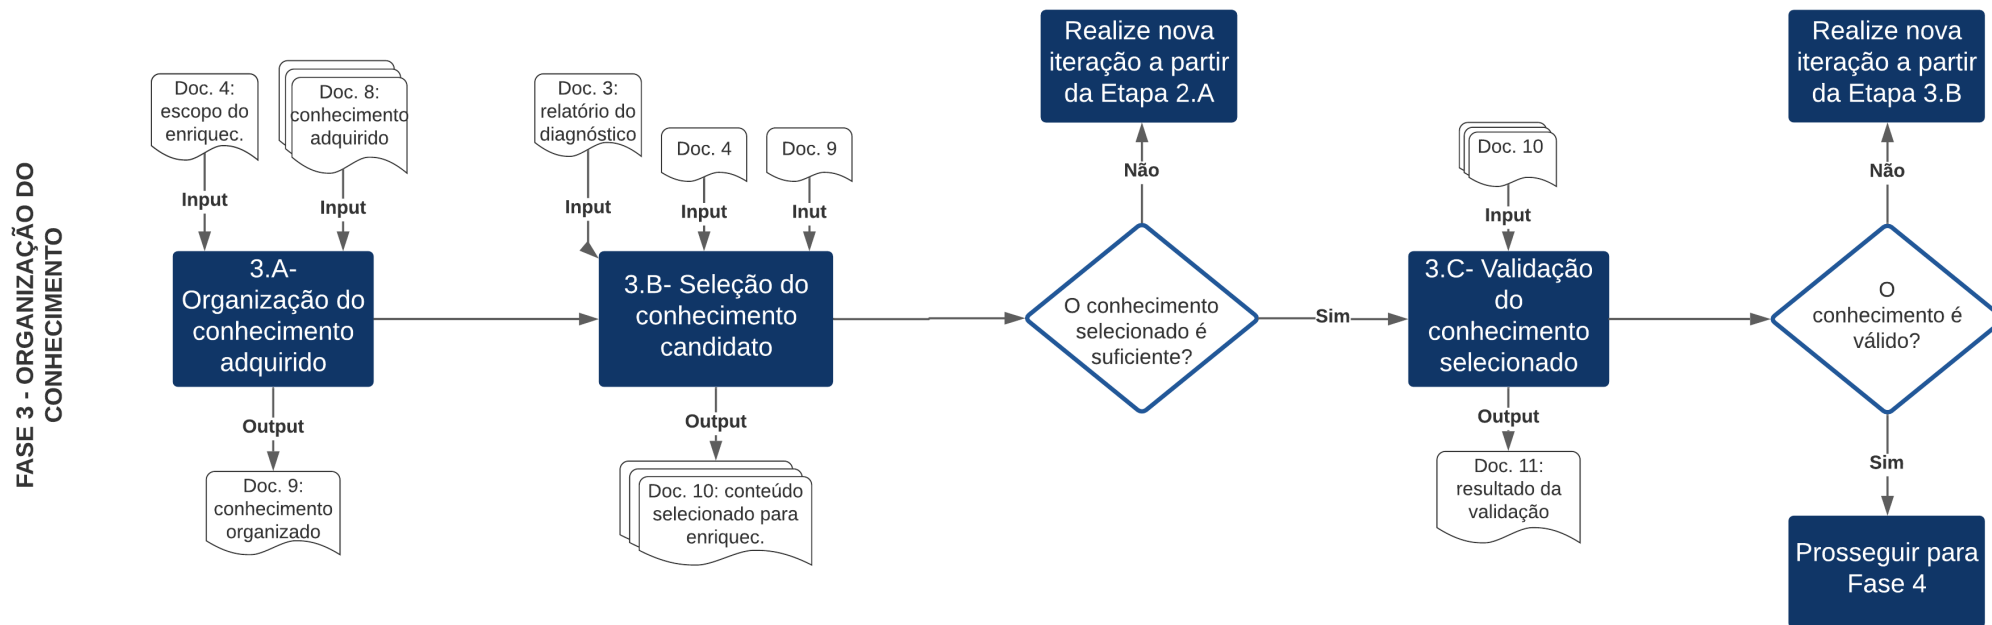 FASE 3 - ORGANIZAÇÃO DO
CONHECIMENTO
Doc. 4:
escopo do
enriquec.
Input
Doc. 8:
conhecimento
adquirido
Input
3.A-
Organização do
conhecimento
adquirido
Output
Doc. 9:
conhecimento
organizado
Doc. 3:
relatório do
diagnóstico
Input
Doc. 4
Input
Doc. 9
Inut
3.B- Seleção do
conhecimento
candidato
Output
Doc. 10: conteúdo
selecionado para
enriquec.
Realize nova
iteração a partir
da Etapa 2.A
Não
O conhecimento
selecionado é
suficiente?
Sim
Doc. 10
Input
3.C- Validação
do
conhecimento
selecionado
Output
Doc. 11:
resultado da
validação
Realize nova
iteração a partir
da Etapa 3.B
Não
O
conhecimento é
válido?
Sim
Prosseguir para
Fase 4